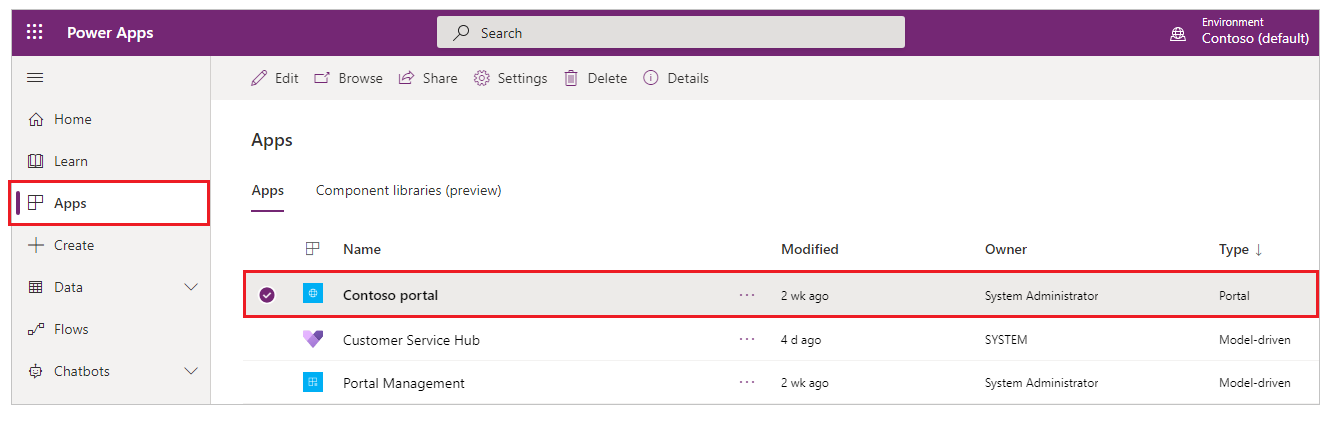 Power Apps
Search
Environment
Contoso (default)
Edit Browse Share Settings Delete Details
Home
Learn
Apps
Create
Data
Flows
Chatbots
Apps
Apps Component libraries (preview)
Name Modified Owner Type ↓
Contoso portal ··· 2 wk ago System Administrator Portal
Customer Service Hub ··· 4 d ago SYSTEM Model-driven
Portal Management ··· 2 wk ago System Administrator Model-driven